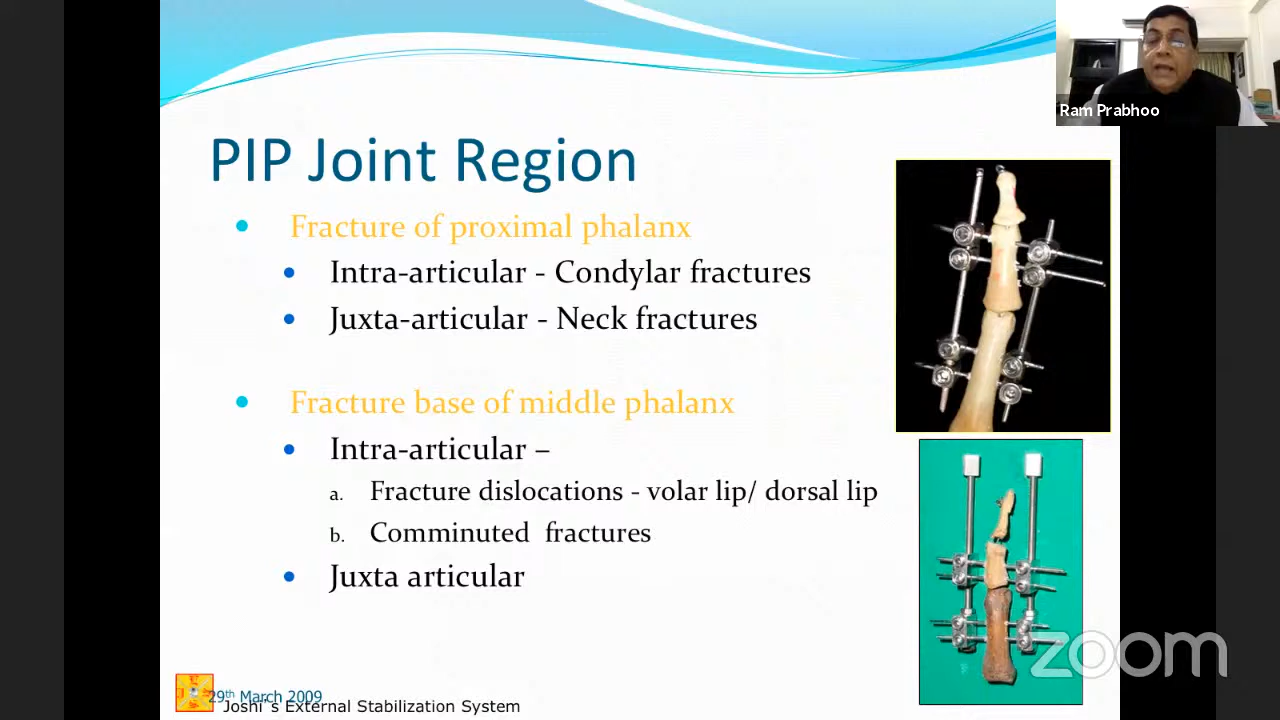 Ram Prabhoo
PIP Joint Region
• Fracture of proximal phalanx
• Intra-articular - Condylar fractures
• Juxta-articular - Neck fractures
• Fracture base of middle phalanx
• Intra-articular –
a. Fracture dislocations - volar lip/ dorsal lip
b. Comminuted fractures
• Juxta articular
zoom
29th March 2009
Joshi`s External Stabilization System